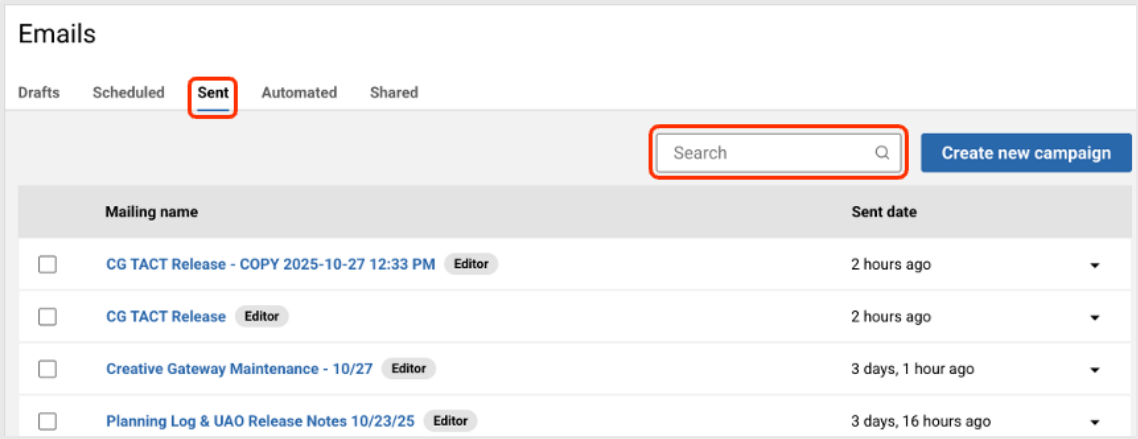 Emails
Drafts Scheduled Sent Automated Shared
Search Create new campaign
Mailing name Sent date
CG TACT Release - COPY 2025-10-27 12:33 PM Editor 2 hours ago
CG TACT Release Editor 2 hours ago
Creative Gateway Maintenance - 10/27 Editor 3 days, 1 hour ago
Planning Log & UAO Release Notes 10/23/25 Editor 3 days, 16 hours ago